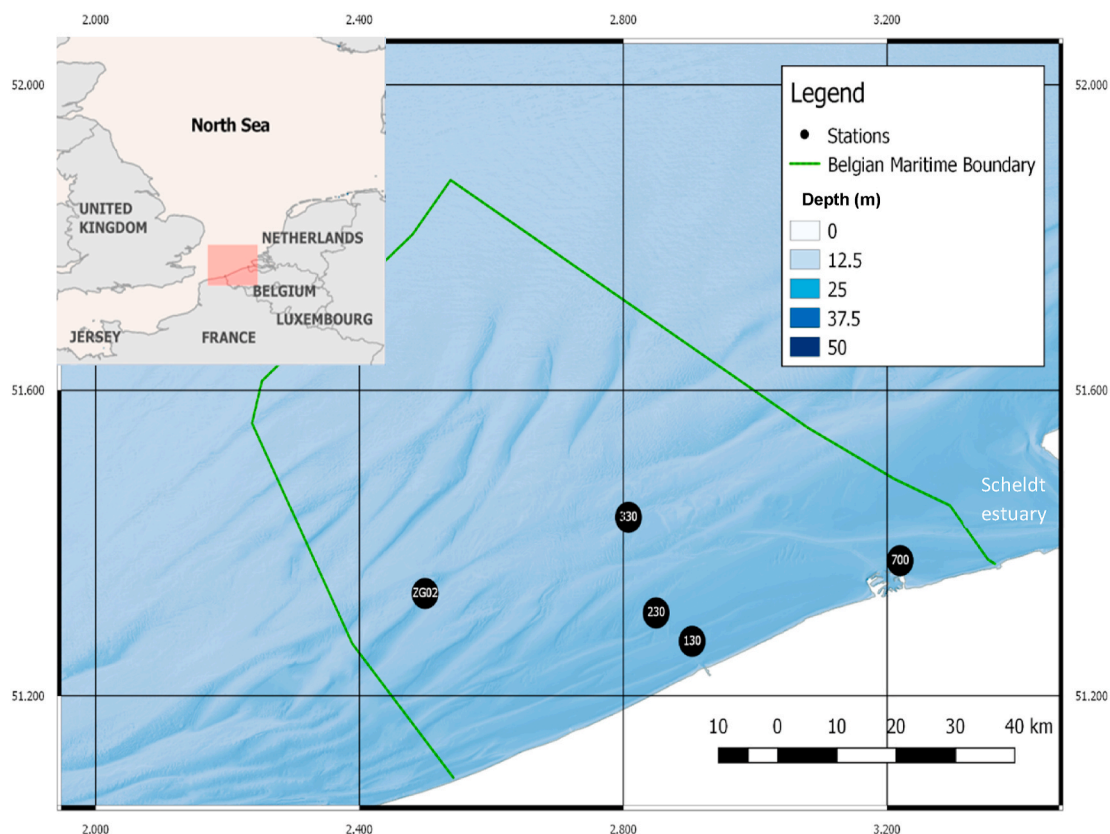 2.000 2.400 2.800 3.200
52.000 52.000
North Sea
UNITED
KINGDOM
NETHERLANDS
BELGIUM
LUXEMBOURG
JERSEY
FRANCE
Legend
Stations
Belgian Maritime Boundary
Depth (m)
0
12.5
25
37.5
50
51.600 51.600
Scheldt
estuary
330
700
ZG02
230
130
51.200 51.200
10 0 10 20 30 40 km
2.000 2.400 2.800 3.200